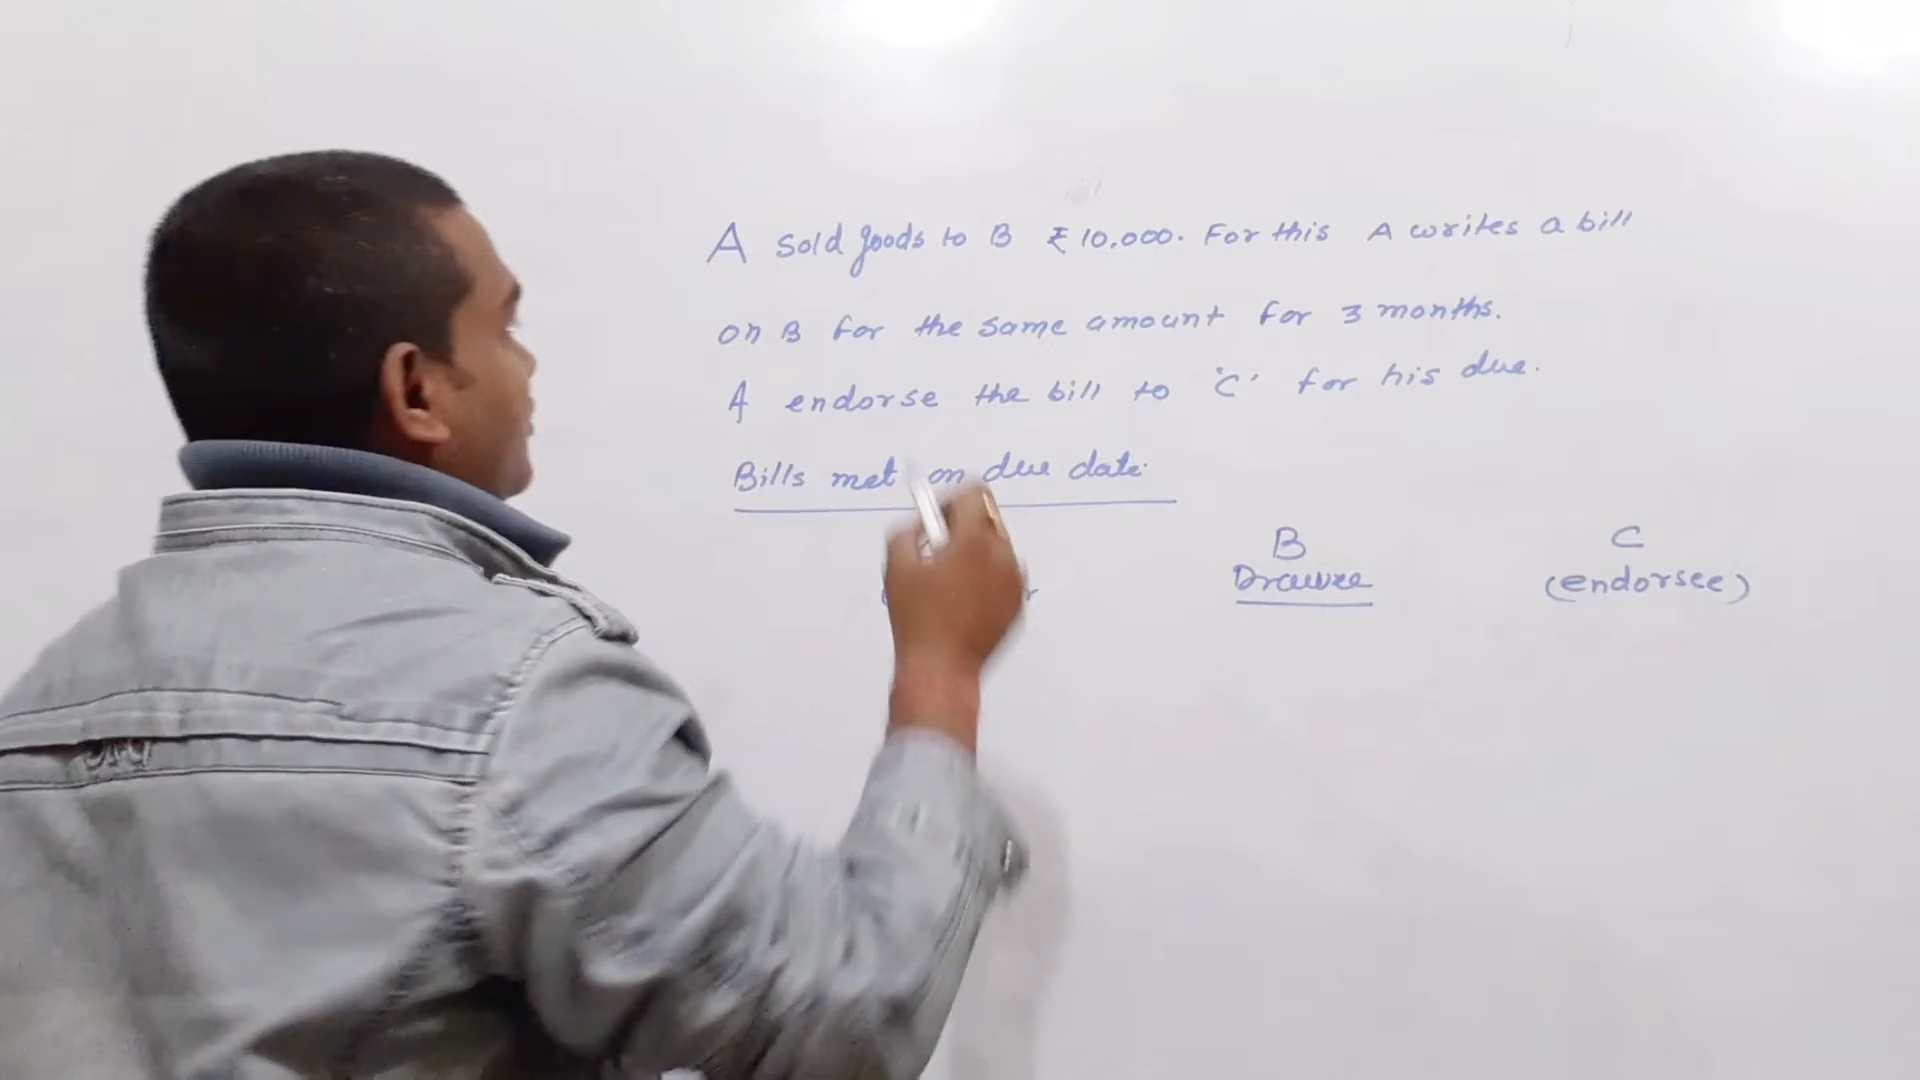 A sold goods to B ₹10,000. For this A writes a bill
on B for the same amount for 3 months.
A endorse the bill to 'C' for his due.
Bills met on due date.
B C
Drawee (endorsee)